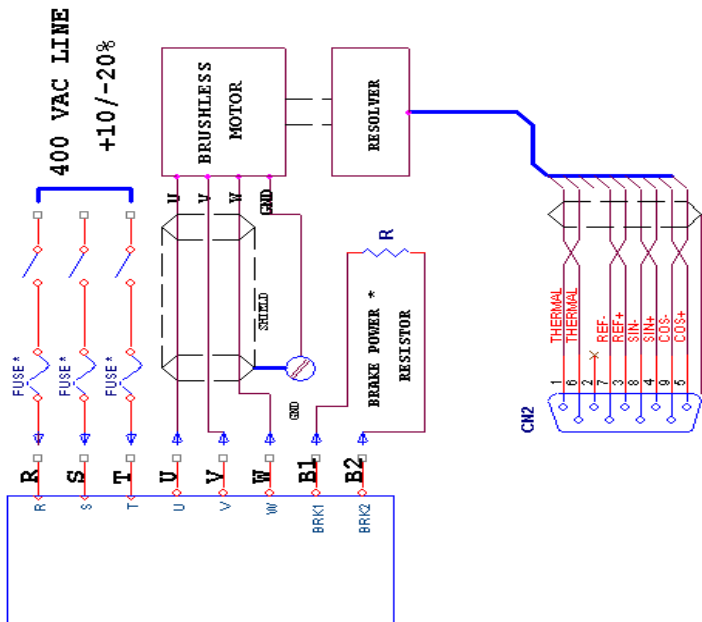 400 VAC LINE
+10/-20%
BRUSHLESS
MOTOR
RESOLVER
U
V
W
GND
SHIELD
GND
R
BRAKE POWER *
RESISTOR
FUSE *
FUSE *
FUSE *
R
S
T
U
V
W
B1
B2
R
S
T
U
V
W
BRK1
BRK2
THERMAL
THERMAL
REF-
REF+
SIN-
SIN+
COS-
COS+
1
6
2
7
3
8
4
9
5
CN2